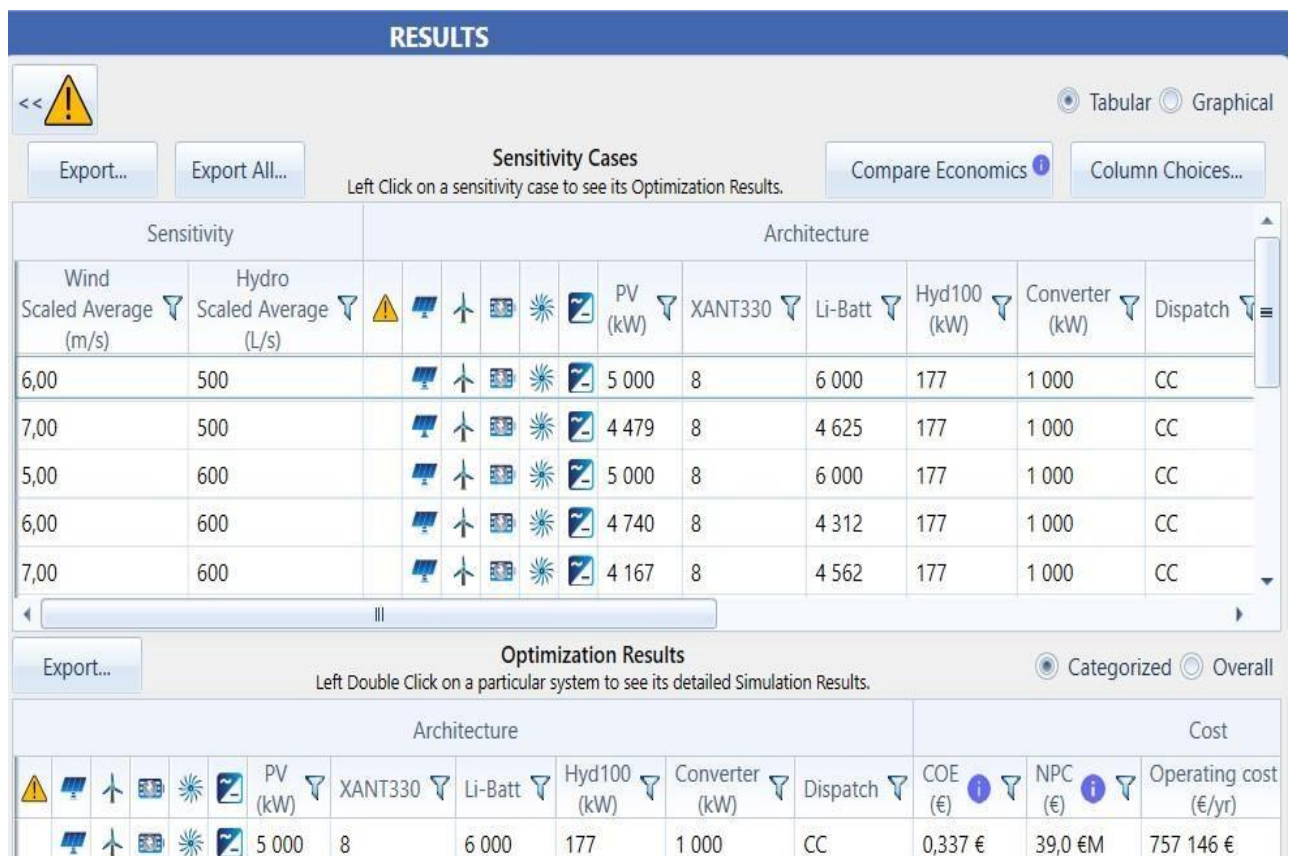 RESULTS
<<
Tabular Graphical
Export... Export All... Sensitivity Cases Compare Economics Column Choices...
Left Click on a sensitivity case to see its Optimization Results.
Sensitivity Architecture
Wind Scaled Average (m/s) Hydro Scaled Average (L/s) PV (kW) XANT330 Li-Batt Hyd100 (kW) Converter (kW) Dispatch
6,00 500 5 000 8 6 000 177 1 000 CC
7,00 500 4 479 8 4 625 177 1 000 CC
5,00 600 5 000 8 6 000 177 1 000 CC
6,00 600 4 740 8 4 312 177 1 000 CC
7,00 600 4 167 8 4 562 177 1 000 CC
Export... Optimization Results Categorized Overall
Left Double Click on a particular system to see its detailed Simulation Results.
Architecture Cost
PV (kW) XANT330 Li-Batt Hyd100 (kW) Converter (kW) Dispatch COE (€) NPC (€) Operating cost (€/yr)
5 000 8 6 000 177 1 000 CC 0,337 € 39,0 €M 757 146 €